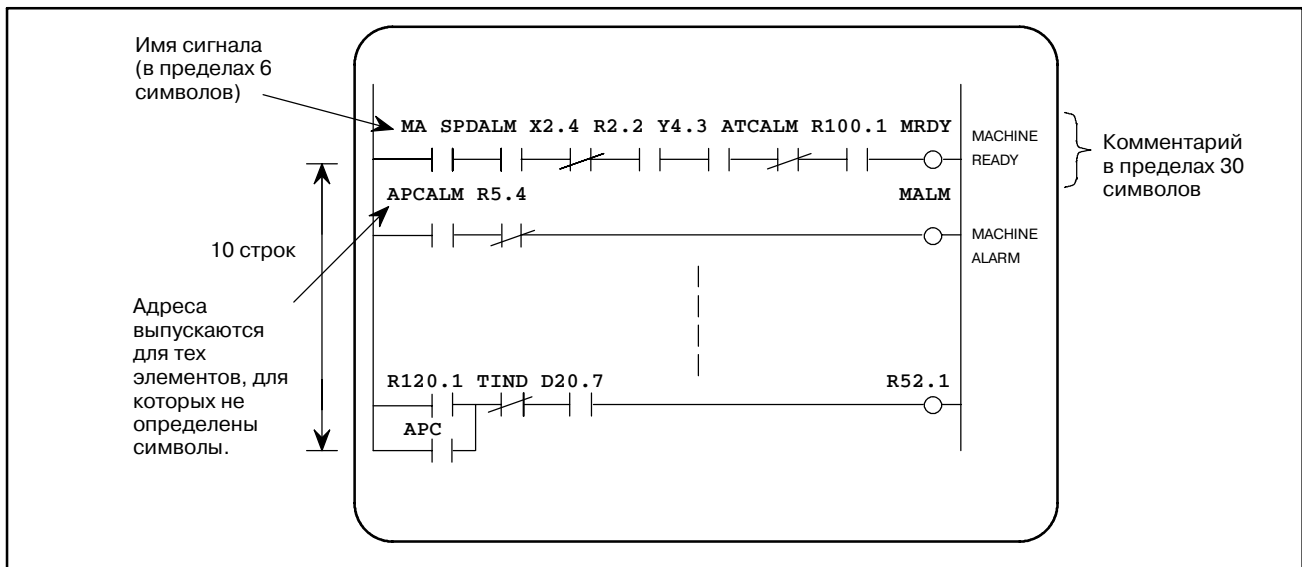 Имя сигнала
(в пределах 6
символов)
MA SPDALM X2.4 R2.2 Y4.3 ATCALM R100.1 MRDY
MACHINE
READY
Комментарий
в пределах 30
символов
APCALM R5.4 MALM
MACHINE
ALARM
10 строк
Адреса
выпускаются
для тех
элементов, для
которых не
определены
символы.
R120.1 TIND D20.7 R52.1
APC